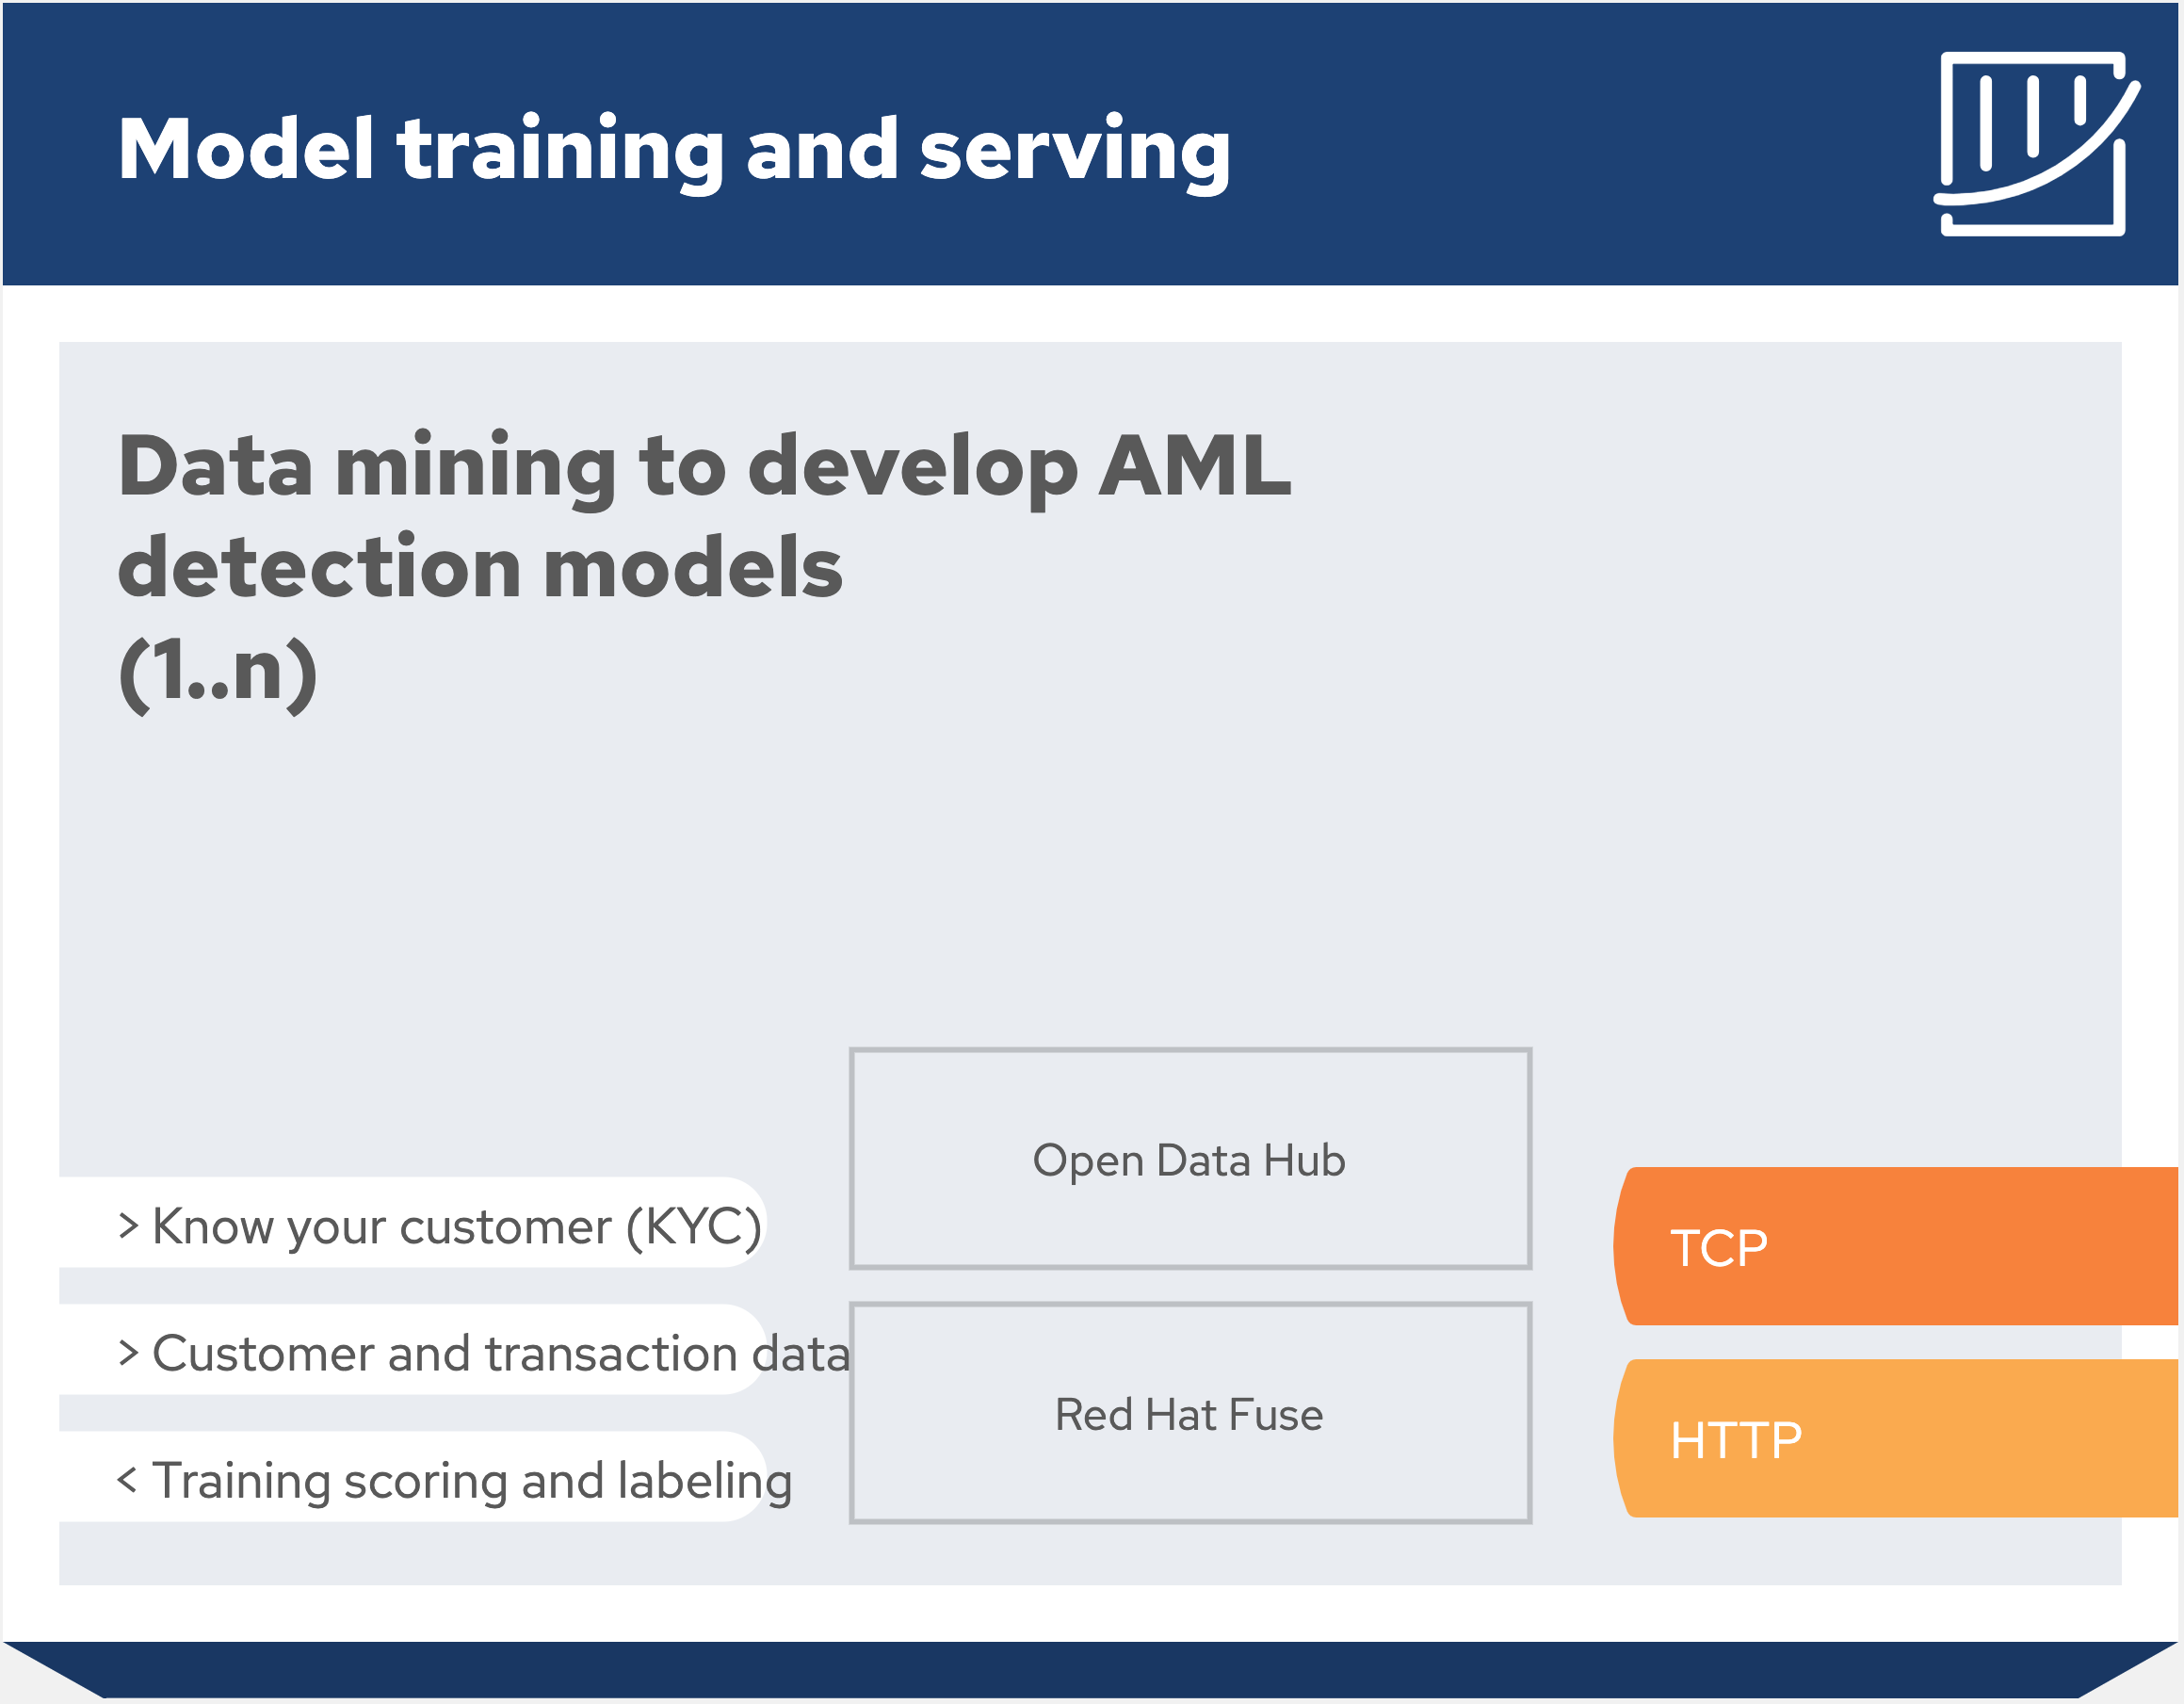 Model training and serving
Data mining to develop AML
detection models
(1..n)
Open Data Hub
> Know your customer (KYC)
TCP
> Customer and transaction data
Red Hat Fuse
HTTP
< Training scoring and labeling